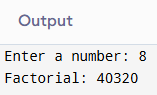 Output
Enter a number: 8
Factorial: 40320